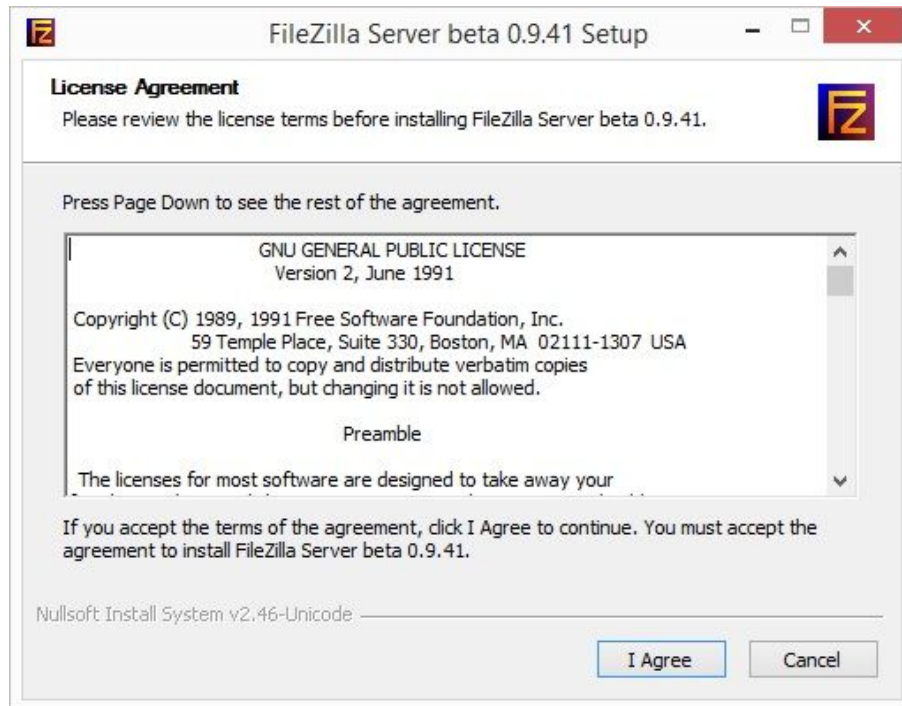 FileZilla Server beta 0.9.41 Setup
License Agreement
Please review the license terms before installing FileZilla Server beta 0.9.41.
Press Page Down to see the rest of the agreement.
GNU GENERAL PUBLIC LICENSE
Version 2, June 1991
Copyright (C) 1989, 1991 Free Software Foundation, Inc.
59 Temple Place, Suite 330, Boston, MA 02111-1307 USA
Everyone is permitted to copy and distribute verbatim copies
of this license document, but changing it is not allowed.
Preamble
The licenses for most software are designed to take away your
If you accept the terms of the agreement, click I Agree to continue. You must accept the
agreement to install FileZilla Server beta 0.9.41.
Nullsoft Install System v2.46-Unicode
I Agree
Cancel